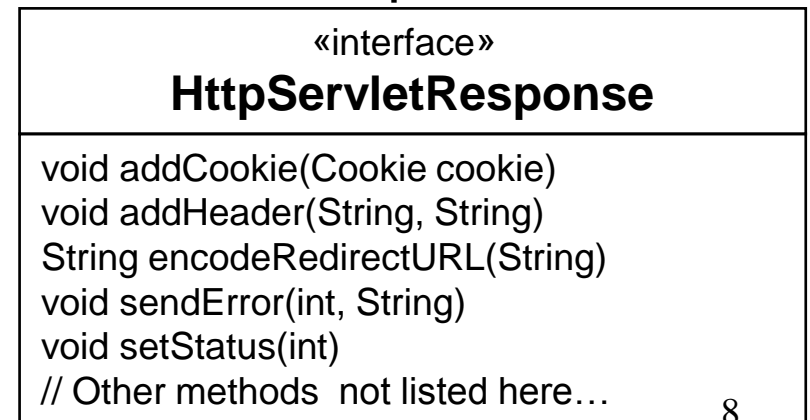 «interface»
HttpServletResponse
void addCookie(Cookie cookie)
void addHeader(String, String)
String encodeRedirectURL(String)
void sendError(int, String)
void setStatus(int)
// Other methods not listed here…
8